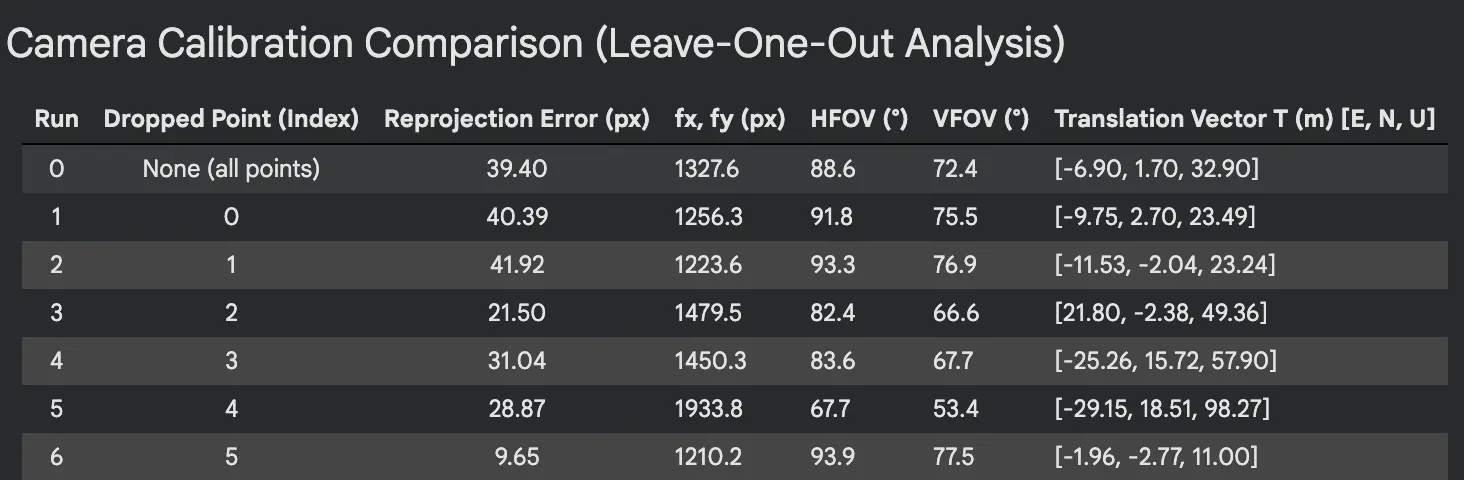 Camera Calibration Comparison (Leave-One-Out Analysis)
Run Dropped Point (Index) Reprojection Error (px) fx, fy (px) HFOV (°) VFOV (°) Translation Vector T (m) [E, N, U]
0 None (all points) 39.40 1327.6 88.6 72.4 [-6.90, 1.70, 32.90]
1 0 40.39 1256.3 91.8 75.5 [-9.75, 2.70, 23.49]
2 1 41.92 1223.6 93.3 76.9 [-11.53, -2.04, 23.24]
3 2 21.50 1479.5 82.4 66.6 [21.80, -2.38, 49.36]
4 3 31.04 1450.3 83.6 67.7 [-25.26, 15.72, 57.90]
5 4 28.87 1933.8 67.7 53.4 [-29.15, 18.51, 98.27]
6 5 9.65 1210.2 93.9 77.5 [-1.96, -2.77, 11.00]